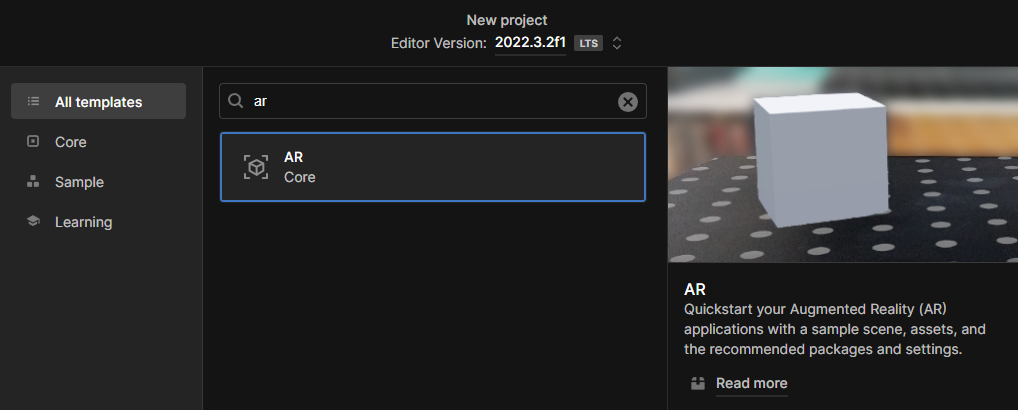 New project
Editor Version: 2022.3.2f1 LTS
All templates
Core
Sample
Learning
ar
AR
Core
AR
Quickstart your Augmented Reality (AR)
applications with a sample scene, assets, and
the recommended packages and settings.
Read more